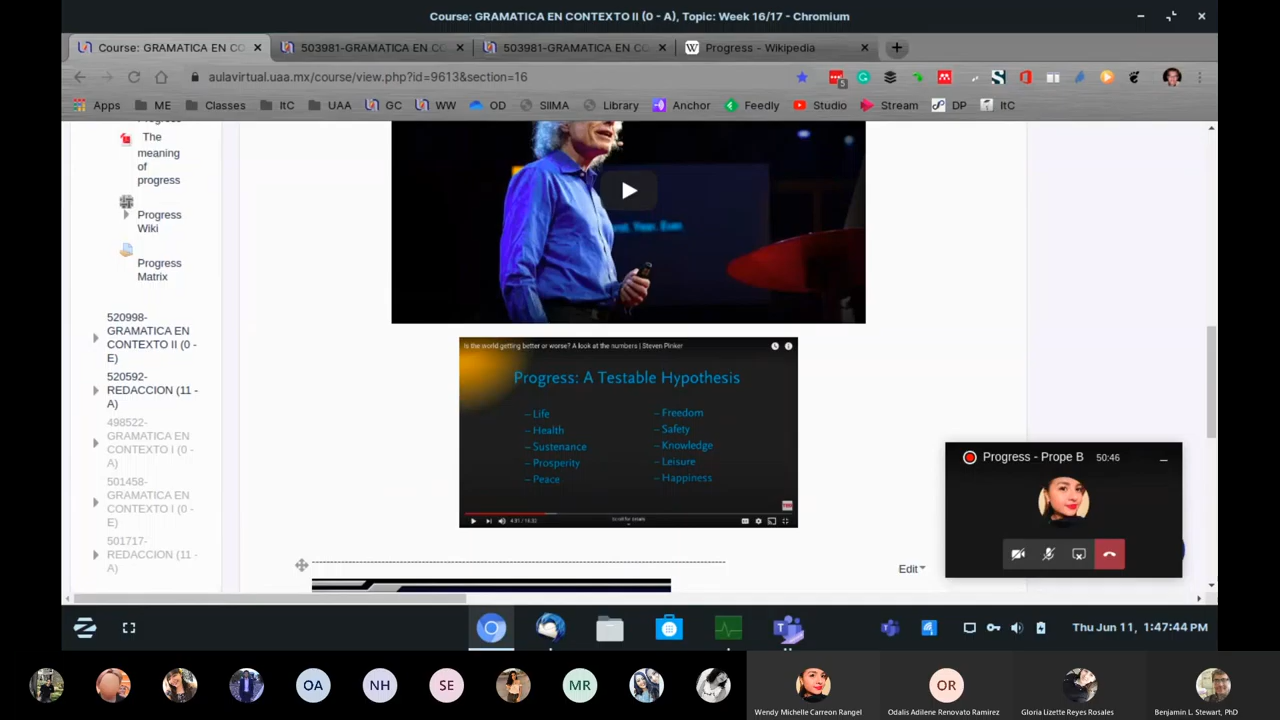 Course: GRAMATICA EN CONTEXTO II (0 - A), Topic: Week 16/17 - Chromium
Course: GRAMATICA EN CO
503981-GRAMATICA EN CO
503981-GRAMATICA EN CO
Progress - Wikipedia
aulavirtual.uaa.mx/course/view.php?id=9613&section=16
5
Apps
ME
Classes
ItC
UAA
GC
WW
OD
SIIMA
Library
Anchor
Feedly
Studio
Stream
DP
ItC
Progress
The
meaning
of
progress
Progress
Wiki
Progress
Matrix
520998-
GRAMATICA EN
CONTEXTO II (0 -
E)
520592-
REDACCION (11 -
A)
498522-
GRAMATICA EN
CONTEXTO I (0 -
A)
501458-
GRAMATICA EN
CONTEXTO I (0 -
E)
501717-
REDACCION (11 -
A)
Is the world getting better or worse? A look at the numbers | Steven Pinker
Progress: A Testable Hypothesis
– Life
– Health
– Sustenance
– Prosperity
– Peace
– Freedom
– Safety
– Knowledge
– Leisure
– Happiness
Scroll for details
Edit
Progress - Prope B
50:46
Thu Jun 11, 1:47:44 PM
OA
NH
SE
MR
OR
Wendy Michelle Carreon Rangel
Odalis Adilene Renovato Ramirez
Gloria Lizette Reyes Rosales
Benjamin L. Stewart, PhD